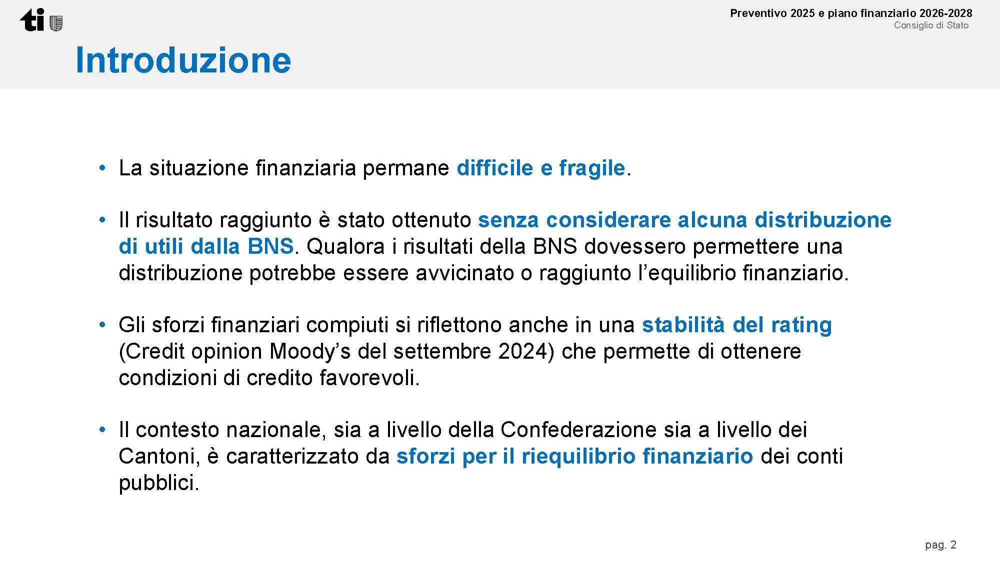 ti
Preventivo 2025 e piano finanziario 2026-2028
Consiglio di Stato
Introduzione
• La situazione finanziaria permane difficile e fragile.
• Il risultato raggiunto è stato ottenuto senza considerare alcuna distribuzione
di utili dalla BNS. Qualora i risultati della BNS dovessero permettere una
distribuzione potrebbe essere avvicinato o raggiunto l’equilibrio finanziario.
• Gli sforzi finanziari compiuti si riflettono anche in una stabilità del rating
(Credit opinion Moody’s del settembre 2024) che permette di ottenere
condizioni di credito favorevoli.
• Il contesto nazionale, sia a livello della Confederazione sia a livello dei
Cantoni, è caratterizzato da sforzi per il riequilibrio finanziario dei conti
pubblici.
pag. 2